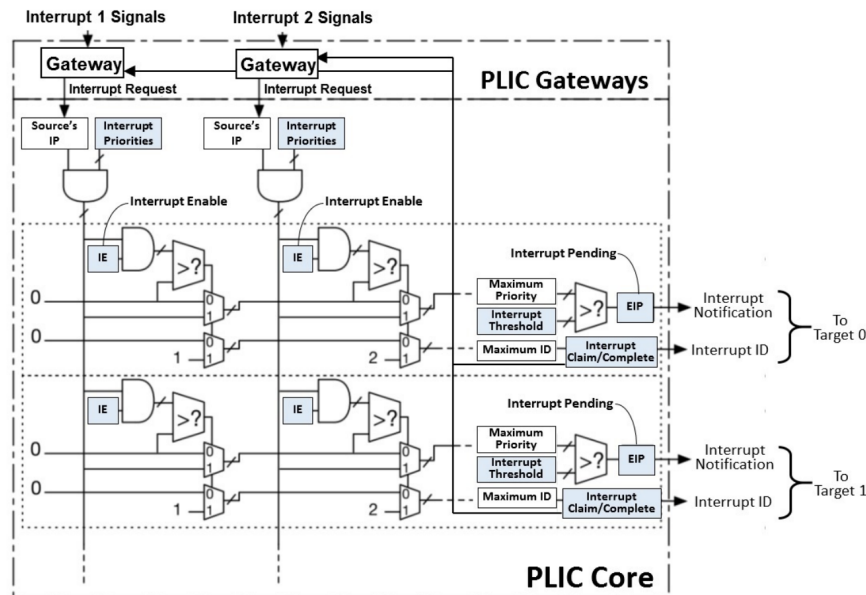 Interrupt 1 Signals
Interrupt 2 Signals
Gateway
Gateway
PLIC Gateways
Interrupt Request
Interrupt Request
Source's
IP
Interrupt
Priorities
Source's
IP
Interrupt
Priorities
Interrupt Enable
Interrupt Enable
IE
>?
IE
>?
Interrupt Pending
0
0
1
0
1
Maximum
Priority
Interrupt
Threshold
>?
EIP
Interrupt
Notification
0
0
1
1
0
1
2
Maximum ID
Interrupt
Claim/Complete
Interrupt ID
To
Target 0
IE
>?
IE
>?
Interrupt Pending
0
0
1
0
1
Maximum
Priority
Interrupt
Threshold
>?
EIP
Interrupt
Notification
0
0
1
1
0
1
2
Maximum ID
Interrupt
Claim/Complete
Interrupt ID
To
Target 1
PLIC Core